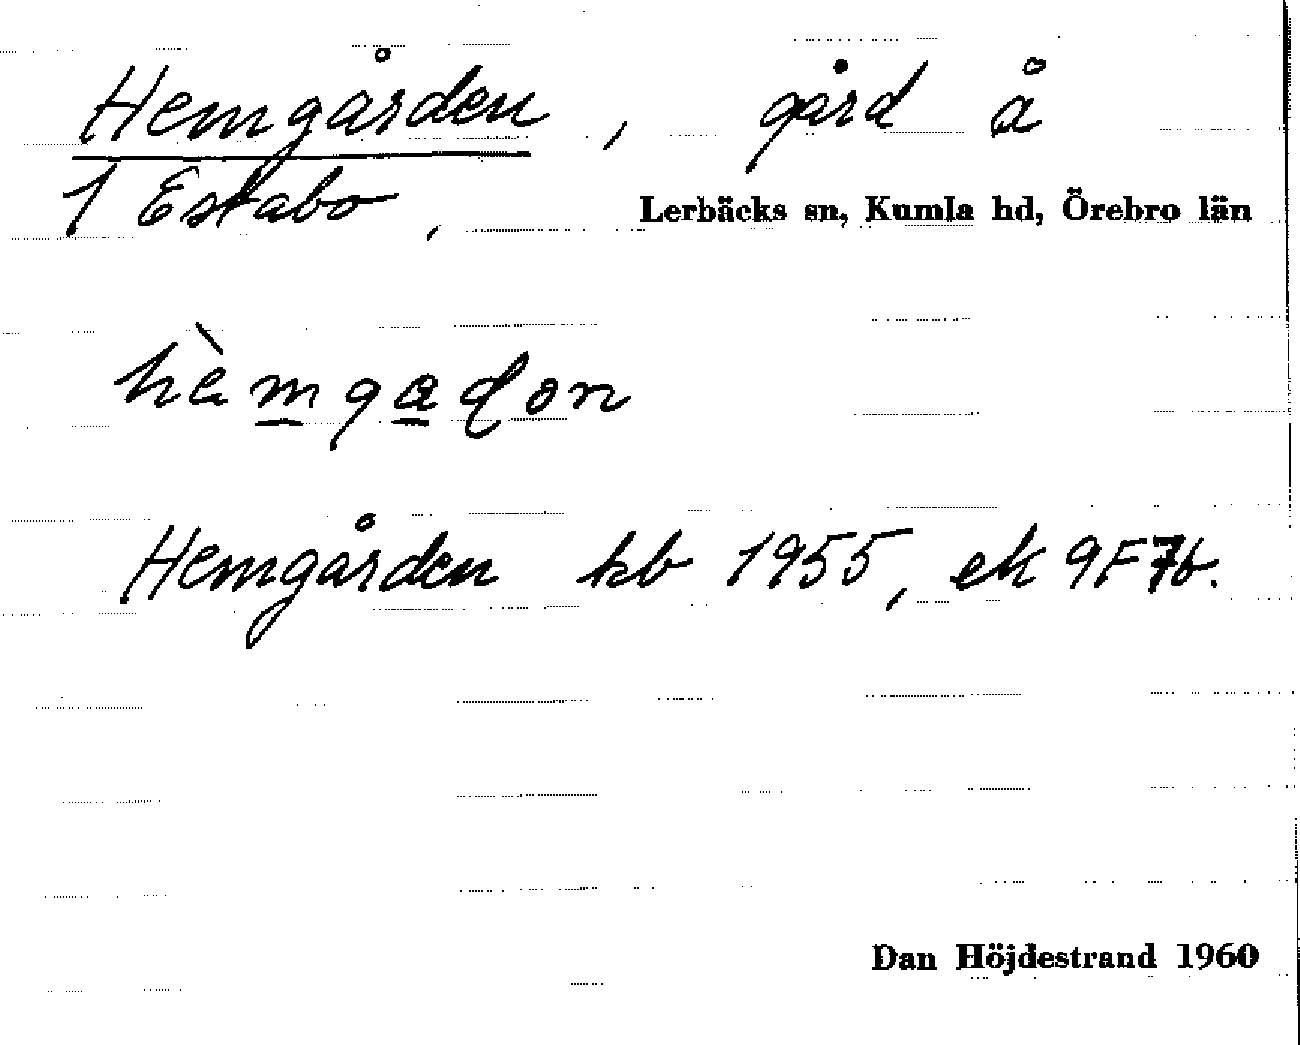 Hemgården, gård å
1 Estabo, Lerbäcks sn, Kumla hd, Örebro län
hèmgadon
Hemgården kb 1955, ek 9F7b.
Dan Höjdestrand 1960